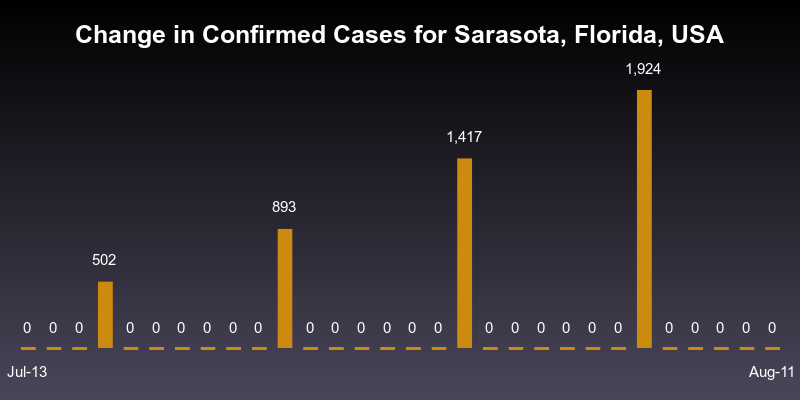 Change in Confirmed Cases for Sarasota, Florida, USA
1,924
1,417
893
502
0 0 0 0 0 0 0 0 0 0 0 0 0 0 0 0 0 0 0 0 0 0 0 0 0 0
Jul-13 Aug-11